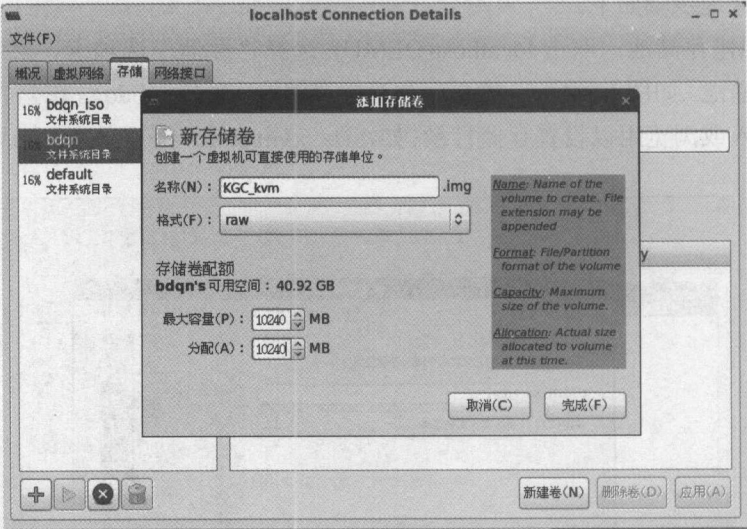 localhost Connection Details
文件(F)
概况 虚拟网络 存储 网络接口
16% bdqn_iso
文件系统目录
bdqn
文件系统目录
16% default
文件系统目录
添加存储卷
新存储卷
创建一个虚拟机可直接使用的存储单位。
名称(N)： KGC_kvm .img
格式(F)： raw
存储卷配额
bdqn's 可用空间： 40.92 GB
最大容量(P)： 10240 MB
分配(A)： 10240 MB
Name: Name of the
volume to create. File
extension may be
appended
Format: File/Partition
format of the volume
Capacity: Maximum
size of the volume.
Allocation: Actual size
allocated to volume
at this time.
取消(C) 完成(F)
新建卷(N) 删除卷(D) 应用(A)